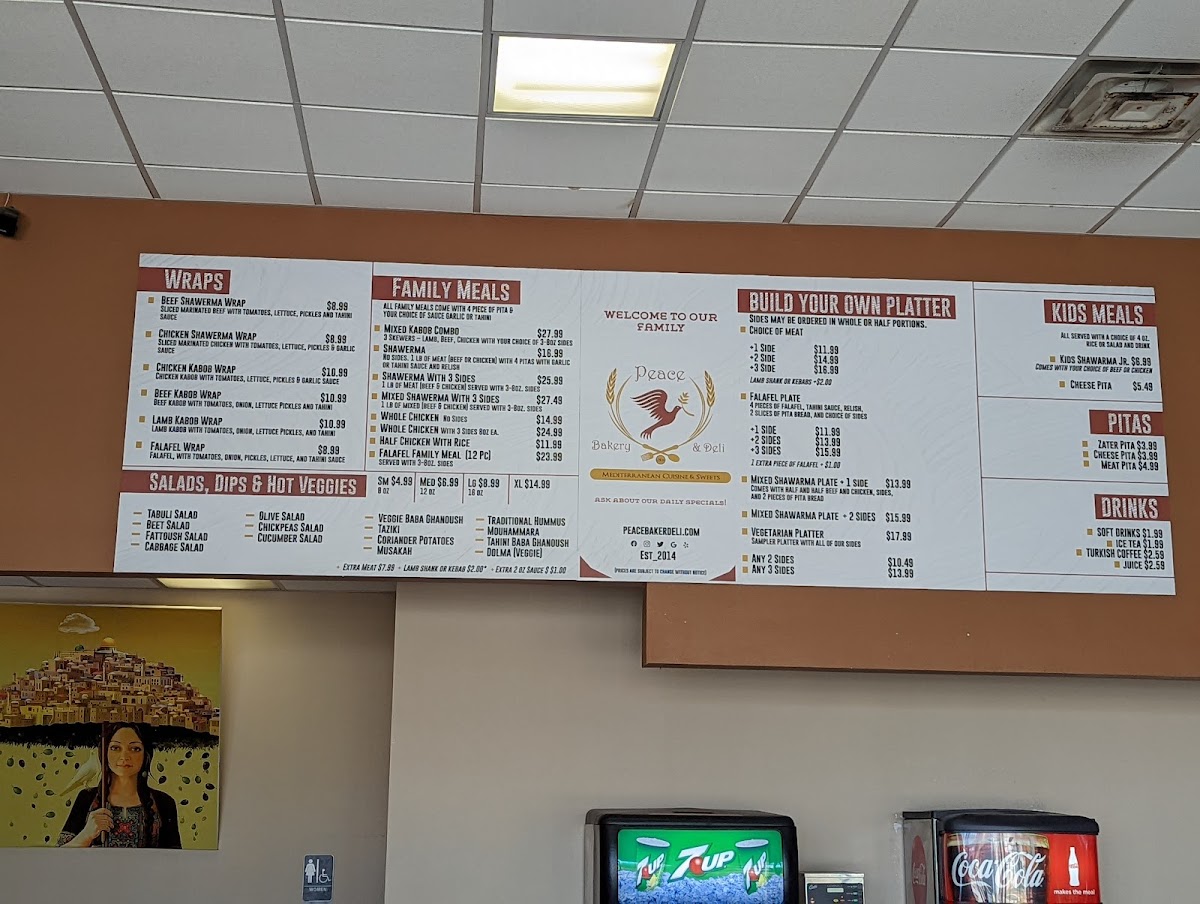 WRAPS
BEEF SHAWERMA WRAP $8.99
SLICED MARINATED BEEF WITH TOMATOES, LETTUCE, PICKLES AND TAHINI
SAUCE
CHICKEN SHAWERMA WRAP $8.99
SLICED MARINATED CHICKEN WITH TOMATOES, LETTUCE, PICKLES & GARLIC
SAUCE
CHICKEN KABOB WRAP $10.99
CHICKEN KABOB WITH TOMATOES, LETTUCE, PICKLES & GARLIC SAUCE
BEEF KABOB WRAP $10.99
BEEF KABOB WITH TOMATOES, ONION, LETTUCE PICKLES AND TAHINI
LAMB KABOB WRAP $10.99
LAMB KABOB WITH TOMATOES, ONION, LETTUCE PICKLES, AND TAHINI
FALAFEL WRAP $8.99
FALAFEL, WITH TOMATOES, ONION, PICKLES, LETTUCE, AND TAHINI SAUCE
FAMILY MEALS
ALL FAMILY MEALS COME WITH 4 PIECE OF PITA &
YOUR CHOICE OF SAUCE GARLIC OR TAHINI
MIXED KABOB COMBO $27.99
3 SKEWERS - LAMB, BEEF, CHICKEN WITH YOUR CHOICE OF 3-8OZ SIDES
SHAWERMA $16.99
NO SIDES, 1 LB OF MEAT (BEEF OR CHICKEN) WITH 4 PITAS WITH GARLIC
OR TAHINI SAUCE AND RELISH
SHAWERMA WITH 3 SIDES $25.99
1 LB OF MEAT (BEEF & CHICKEN) SERVED WITH 3-8OZ. SIDES
MIXED SHAWERMA WITH 3 SIDES $27.49
1 LB OF MIXED (BEEF & CHICKEN) SERVED WITH 3-8OZ. SIDES
WHOLE CHICKEN NO SIDES $14.99
WHOLE CHICKEN WITH 3 SIDES 8OZ EA. $24.99
HALF CHICKEN WITH RICE $11.99
FALAFEL FAMILY MEAL (12 PC) $23.99
SERVED WITH 3-8OZ. SIDES
SALADS, DIPS & HOT VEGGIES
SM $4.99 MED $6.99 LG $8.99 XL $14.99
8 OZ 12 OZ 16 OZ
TABULI SALAD
BEET SALAD
FATTOUSH SALAD
CABBAGE SALAD
OLIVE SALAD
CHICKPEAS SALAD
CUCUMBER SALAD
VEGGIE BABA GHANOUSH
TAZIKI
CORIANDER POTATOES
MUSAKAH
TRADITIONAL HUMMUS
MOUHAMMARA
TAHINI BABA GHANOUSH
DOLMA (VEGGIE)
+ EXTRA MEAT $7.99 + LAMB SHANK OR KEBAB $2.00* + EXTRA 2 OZ SAUCE $ $1.00
WELCOME TO OUR
FAMILY
Peace
Bakery & Deli
MEDITERRANEAN CUISINE & SWEETS
ASK ABOUT OUR DAILY SPECIALS!
PEACEBAKERDELI.COM
EST_2014
(PRICES ARE SUBJECT TO CHANGE WITHOUT NOTICE)
BUILD YOUR OWN PLATTER
SIDES MAY BE ORDERED IN WHOLE OR HALF PORTIONS.
CHOICE OF MEAT
+1 SIDE $11.99
+2 SIDE $14.99
+3 SIDE $16.99
LAMB SHANK OR KEBABS +$2.00
FALAFEL PLATE
4 PIECES OF FALAFEL, TAHINI SAUCE, RELISH,
2 SLICES OF PITA BREAD, AND CHOICE OF SIDES
+1 SIDE $11.99
+2 SIDES $13.99
+3 SIDES $15.99
1 EXTRA PIECE OF FALAFEL + $1.00
MIXED SHAWARMA PLATE + 1 SIDE $13.99
COMES WITH HALF AND HALF BEEF AND CHICKEN, SIDES,
AND 2 PIECES OF PITA BREAD
MIXED SHAWARMA PLATE + 2 SIDES $15.99
VEGETARIAN PLATTER $17.99
SAMPLER PLATTER WITH ALL OF OUR SIDES
ANY 2 SIDES $10.49
ANY 3 SIDES $13.99
KIDS MEALS
ALL SERVED WITH A CHOICE OF 4 OZ.
RICE OR SALAD AND DRINK
KIDS SHAWARMA JR. $6.99
COMES WITH YOUR CHOICE OF BEEF OR CHICKEN
CHEESE PITA $5.49
PITAS
ZATER PITA $3.99
CHEESE PITA $3.99
MEAT PITA $4.99
DRINKS
SOFT DRINKS $1.99
ICE TEA $1.99
TURKISH COFFEE $2.59
JUICE $2.59
WOMEN
7UP
7UP
7UP
Coca-Cola
makes the meal